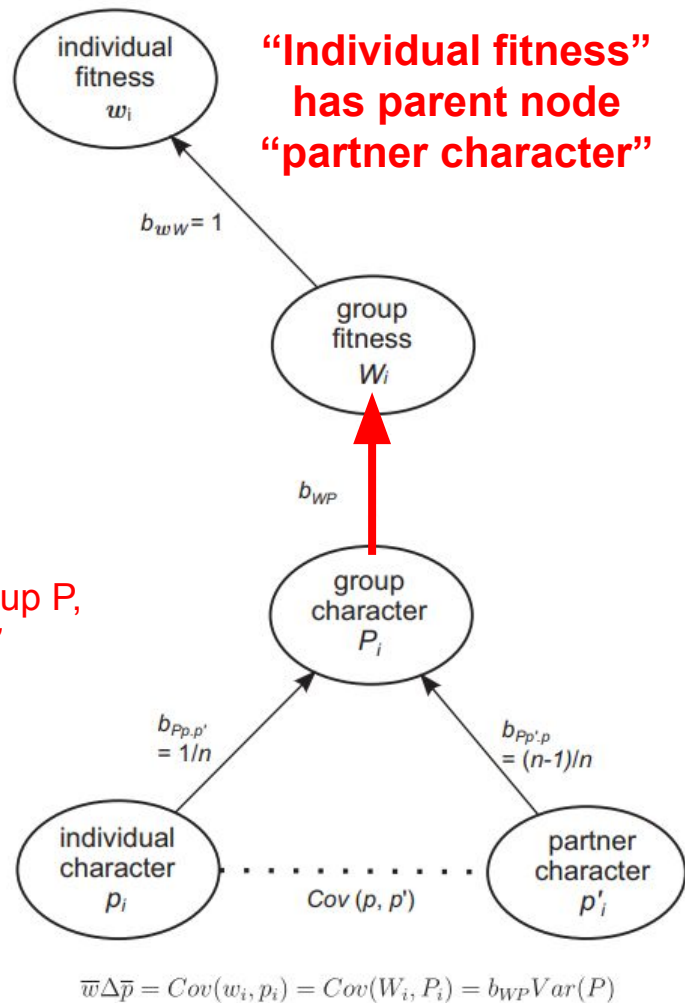 individual
fitness
wi
“Individual fitness”
has parent node
“partner character”
bwW = 1
group
fitness
Wi
bWP
up P,
group
character
Pi
bPp.p'
= 1/n
bPp'.p
= (n-1)/n
individual
character
pi
Cov (p, p')
partner
character
p'i
w̅Δp̅ = Cov(wi, pi) = Cov(Wi, Pi) = bWPVar(P)